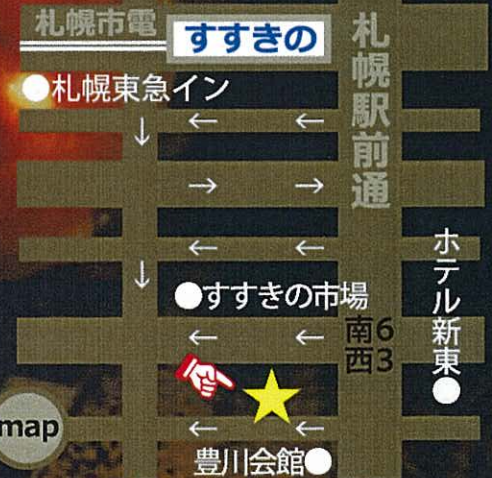 札幌市電
すすきの
札幌駅前通
●札幌東急イン
↓ ← ←
→ →
← ←
↓
●すすきの市場
ホテル新東●
← ←
南6
西3
map
← ←
豊川会館●